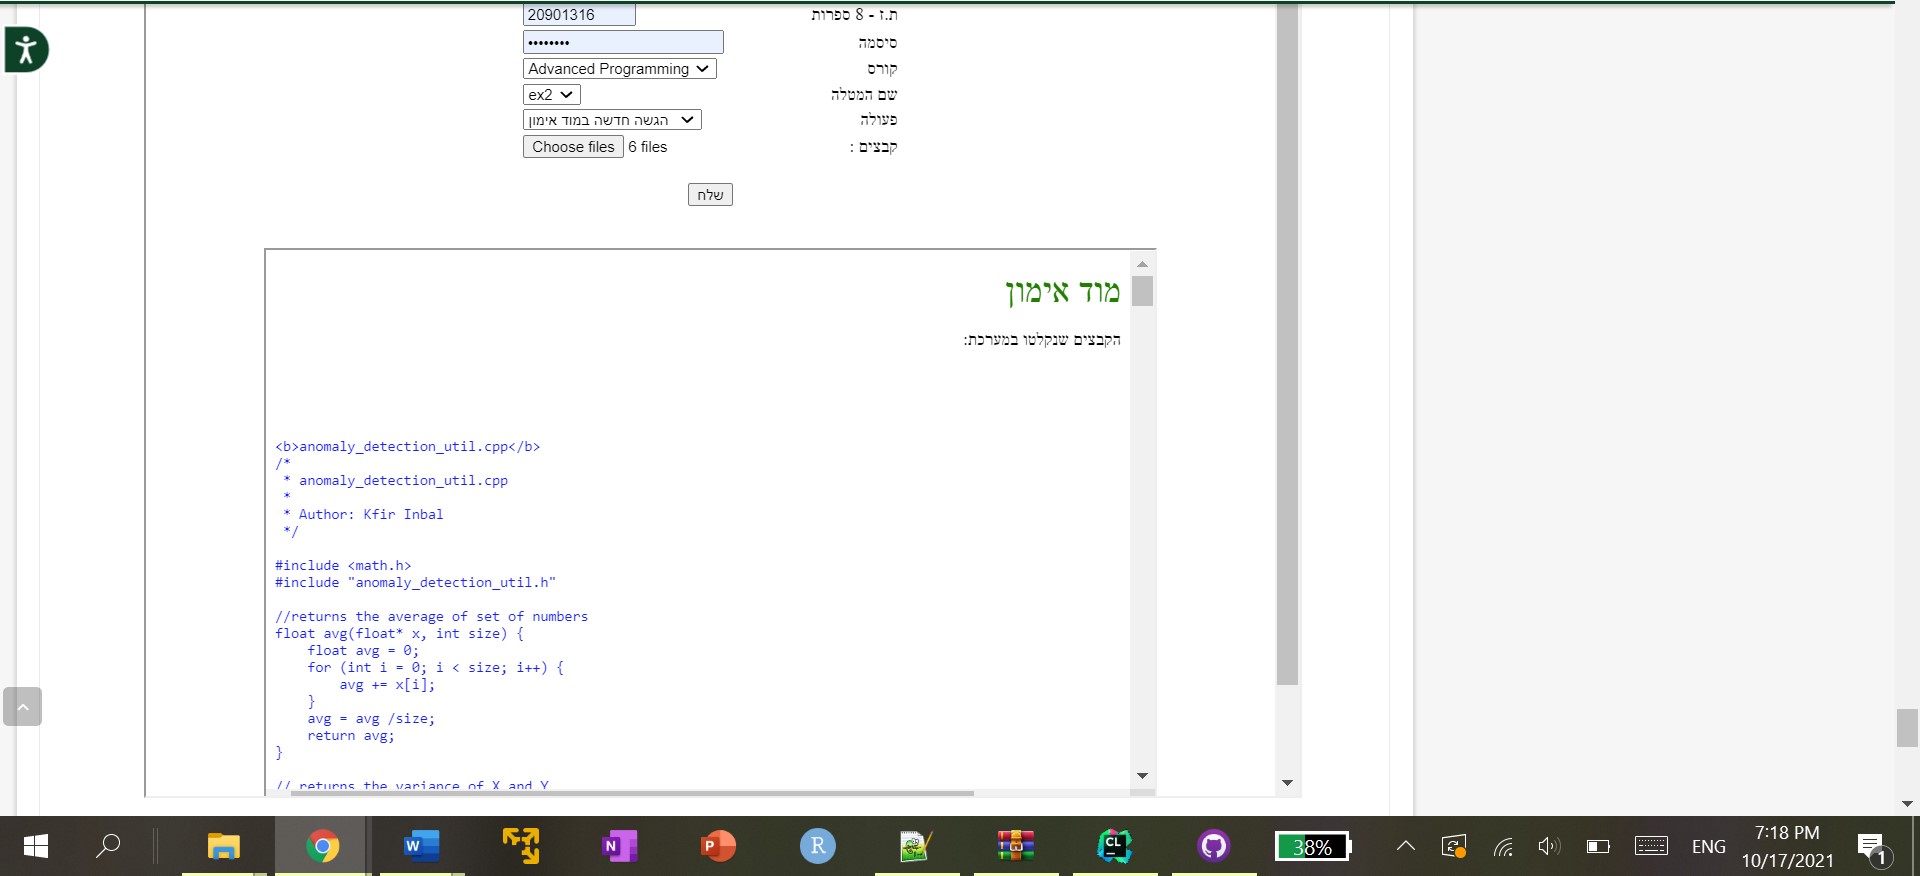 ת.ז - 8 ספרות 20901316
סיסמה ••••••••
קורס Advanced Programming
שם המטלה ex2
פעולה הגשה חדשה במוד אימון
קבצים : Choose files 6 files
שלח
מוד אימון
הקבצים שנקלטו במערכת:
<b>anomaly_detection_util.cpp</b>
/*
* anomaly_detection_util.cpp
*
* Author: Kfir Inbal
*/
#include <math.h>
#include "anomaly_detection_util.h"
//returns the average of set of numbers
float avg(float* x, int size) {
float avg = 0;
for (int i = 0; i < size; i++) {
avg += x[i];
}
avg = avg /size;
return avg;
}
// returns the variance of X and Y
W N P R CL 38% ENG 7:18 PM
10/17/2021 1